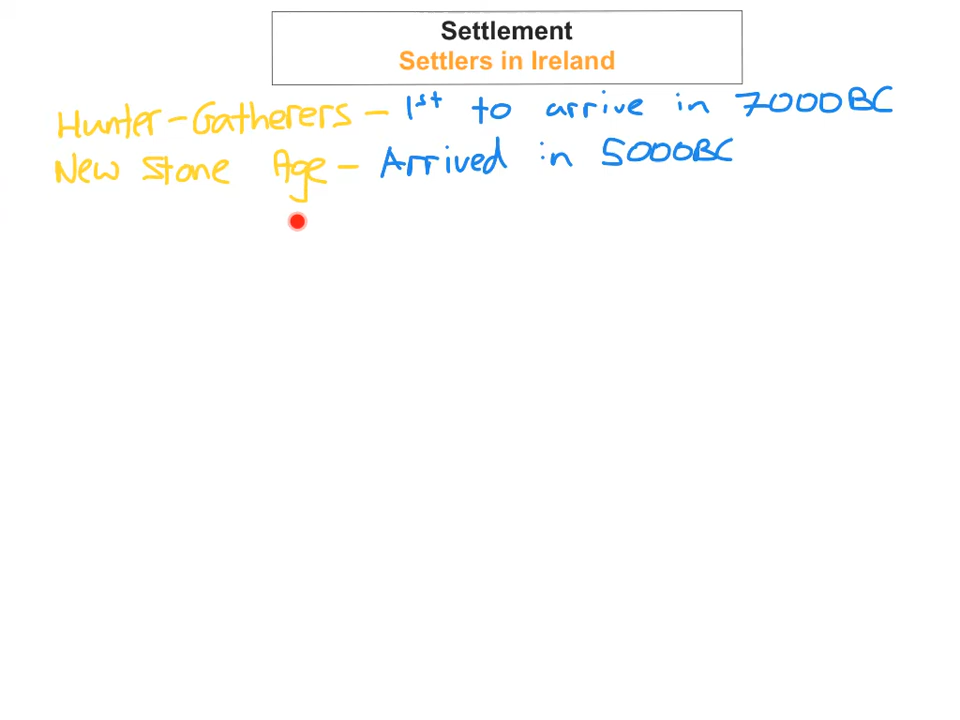 Settlement
Settlers in Ireland
Hunter-Gatherers - 1st to arrive in 7000BC
New Stone Age - Arrived in 5000BC